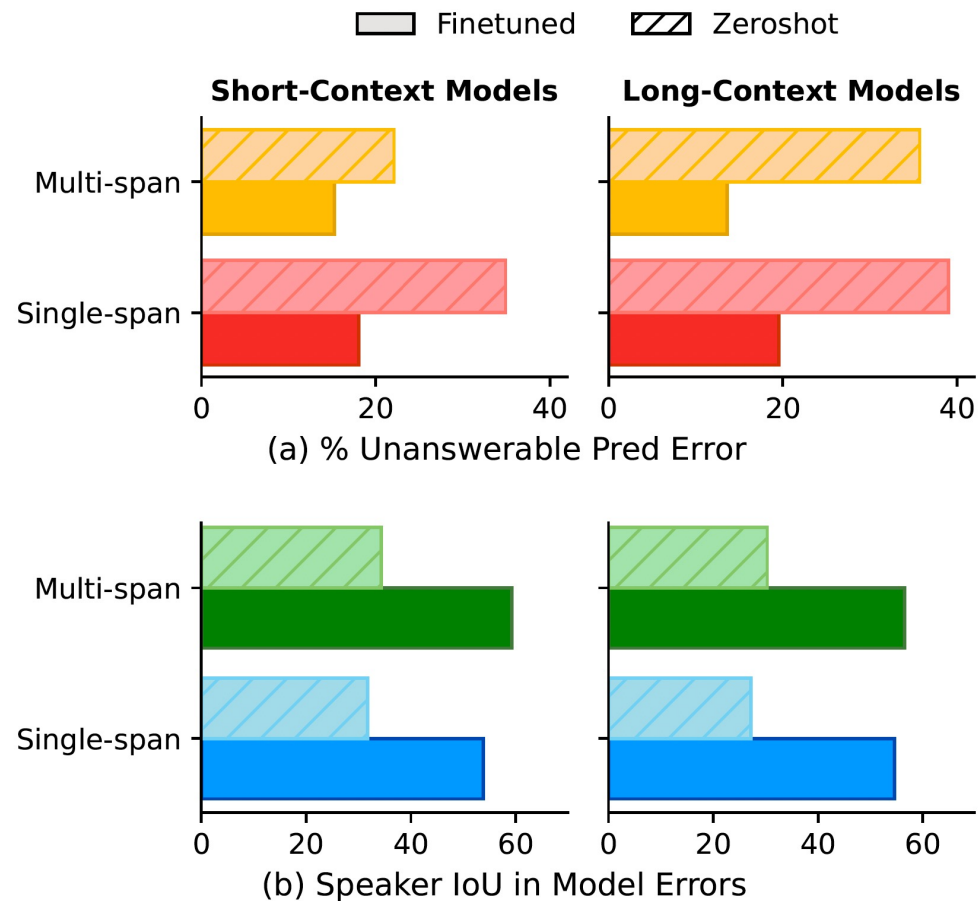 Finetuned Zeroshot
Short-Context Models Long-Context Models
Multi-span
Single-span
0 20 40 0 20 40
(a) % Unanswerable Pred Error
Multi-span
Single-span
0 20 40 60 0 20 40 60
(b) Speaker IoU in Model Errors